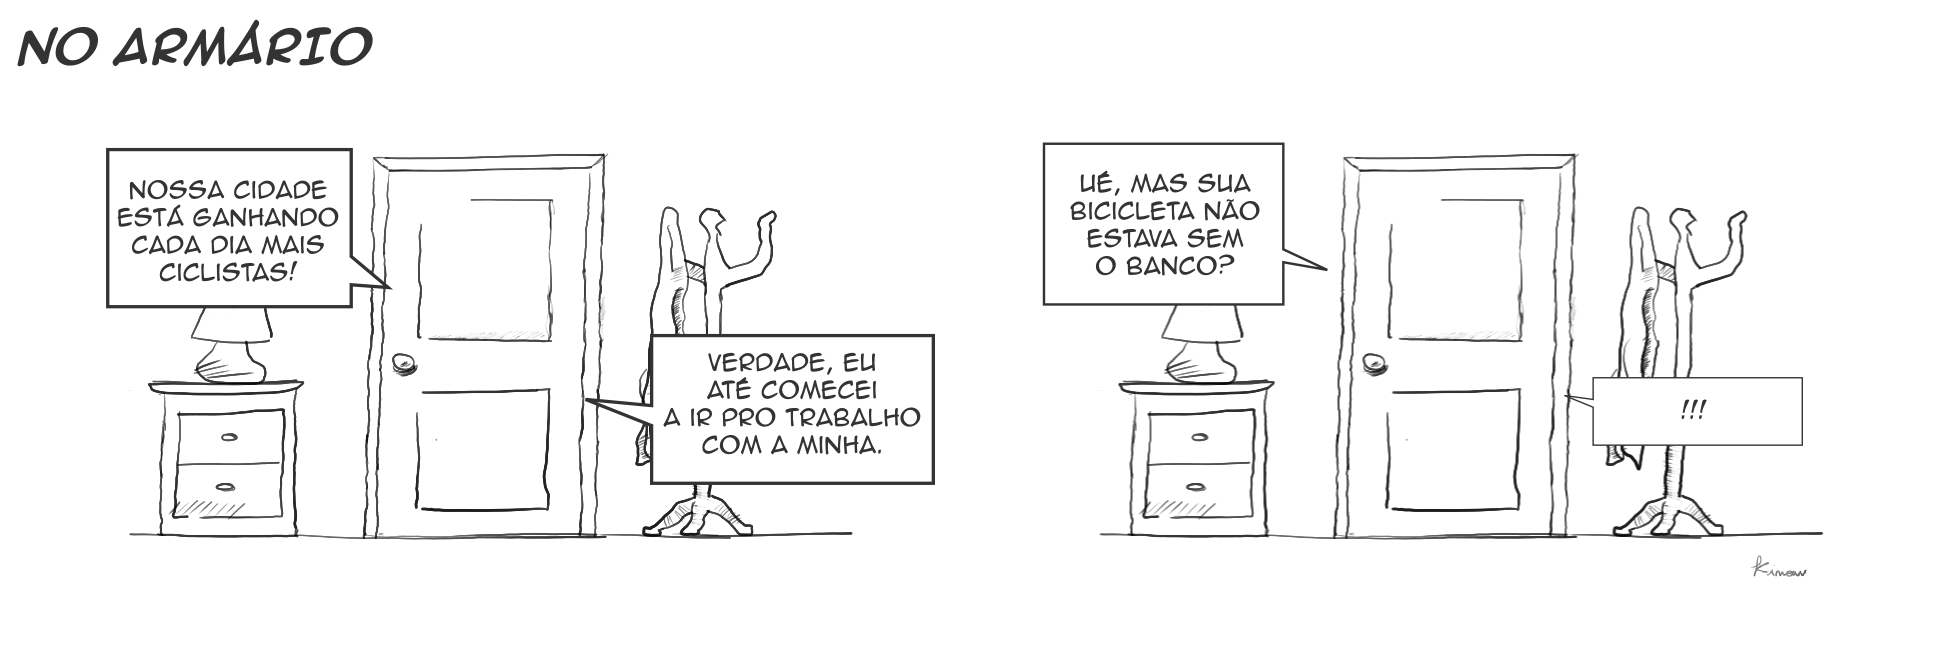 NO ARMÁRIO
NOSSA CIDADE
ESTÁ GANHANDO
CADA DIA MAIS
CICLISTAS!
VERDADE, EU
ATÉ COMECEI
A IR PRO TRABALHO
COM A MINHA.
UÉ, MAS SUA
BICICLETA NÃO
ESTAVA SEM
O BANCO?
!!!